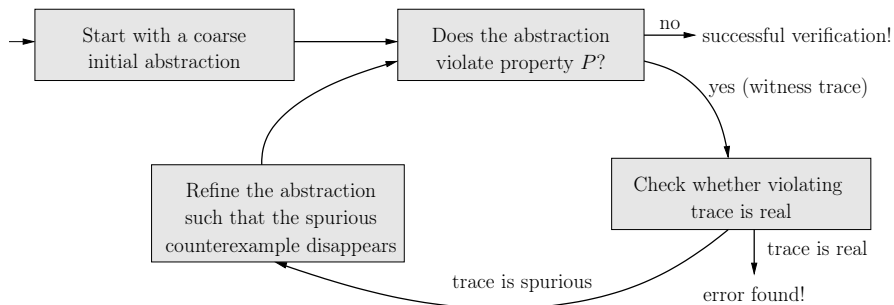 Start with a coarse
initial abstraction
Does the abstraction
violate property P?
no
successful verification!
yes (witness trace)
Refine the abstraction
such that the spurious
counterexample disappears
Check whether violating
trace is real
trace is real
trace is spurious
error found!